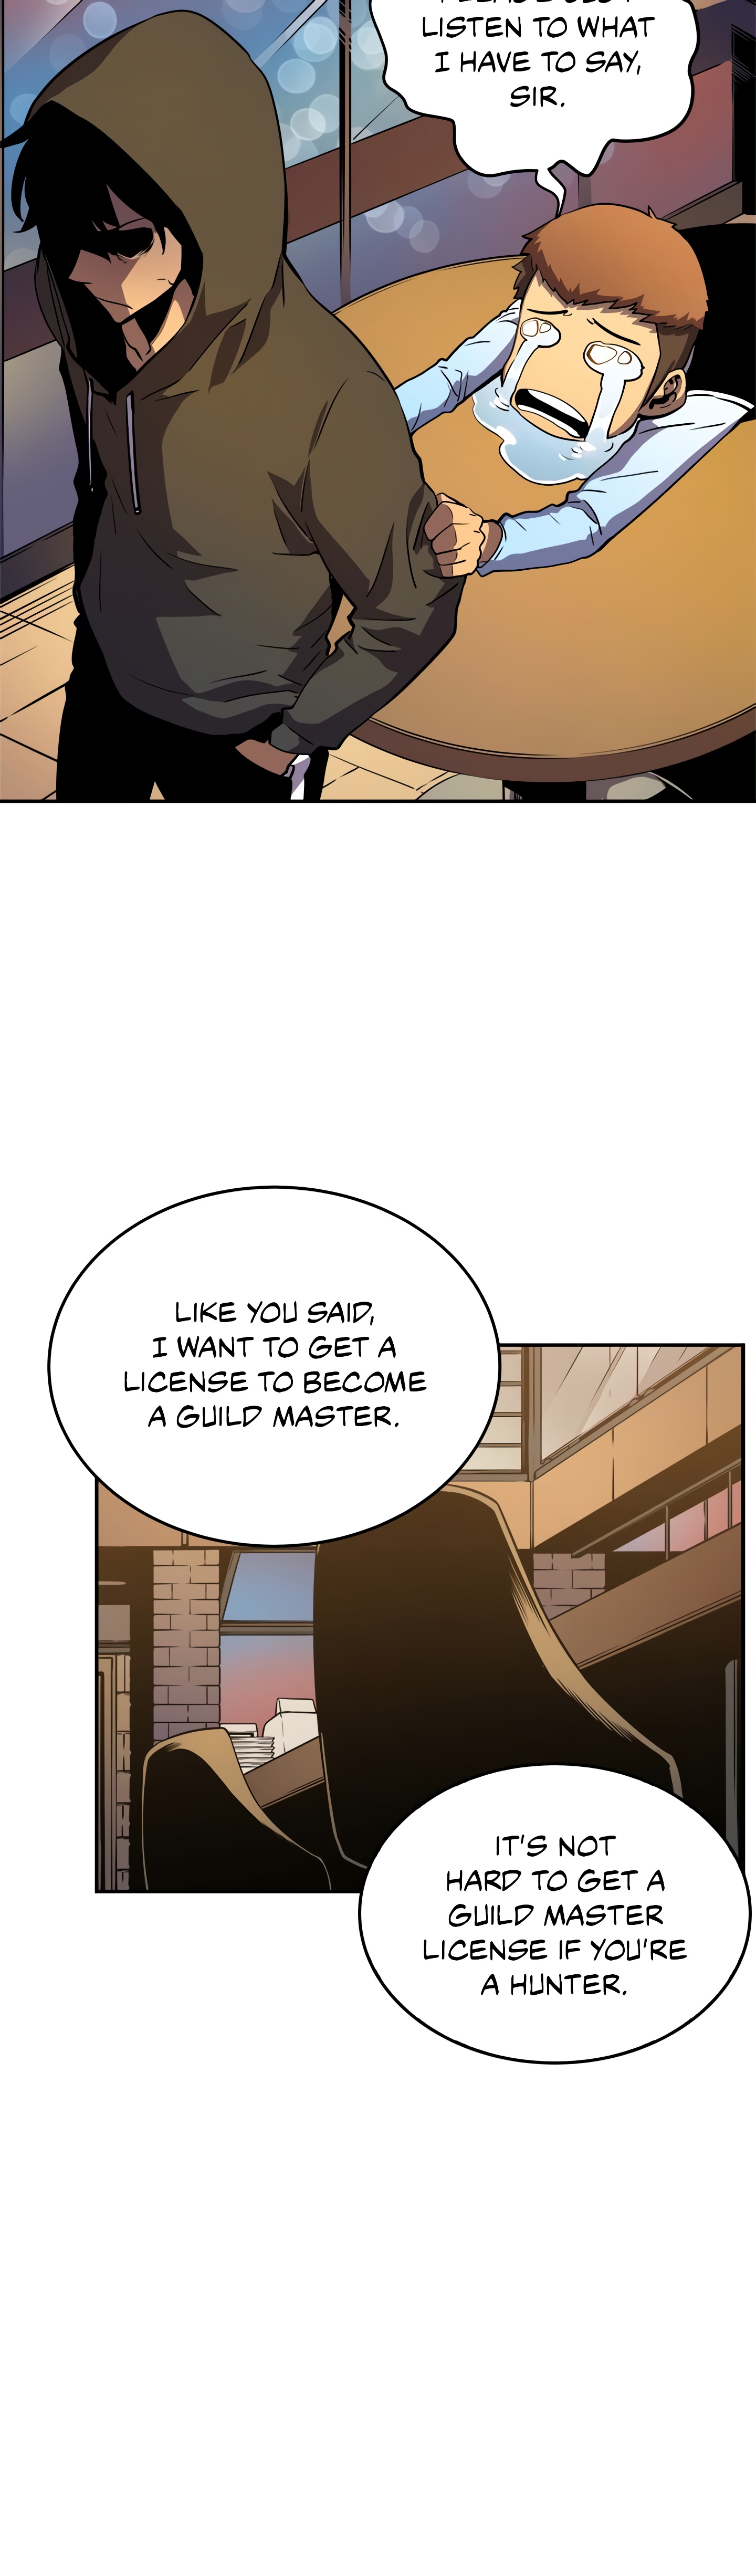 LISTEN TO WHAT
I HAVE TO SAY,
SIR.
LIKE YOU SAID,
I WANT TO GET A
LICENSE TO BECOME
A GUILD MASTER.
IT'S NOT
HARD TO GET A
GUILD MASTER
LICENSE IF YOU'RE
A HUNTER.